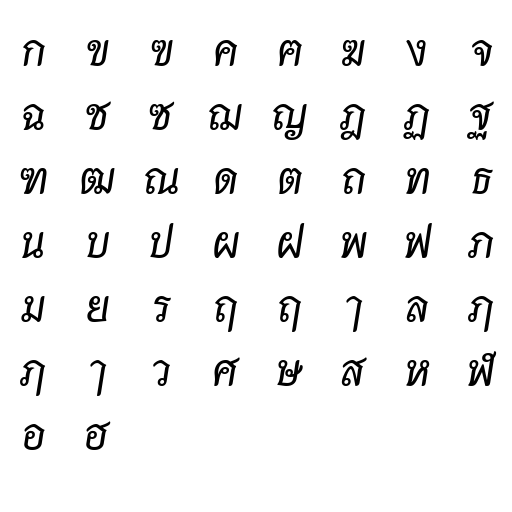 ก ข ฃ ค ฅ ฆ ง จ
ฉ ช ซ ฌ ญ ฎ ฏ ฐ
ฑ ฒ ณ ด ต ถ ท ธ
น บ ป ผ ฝ พ ฟ ภ
ม ย ร ฤ ฤ ๅ ล ฦ
ฦ ๅ ว ศ ษ ส ห ฬ
อ ฮ